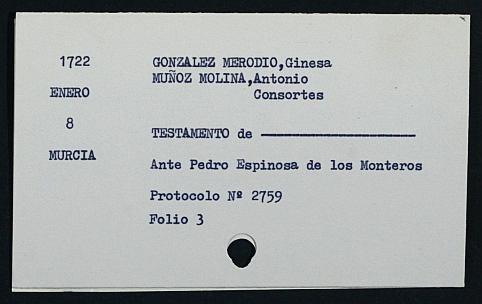 1722
GONZALEZ MERODIO,Ginesa
MUÑOZ MOLINA,Antonio
ENERO
Consortes
8
TESTAMENTO de
MURCIA
Ante Pedro Espinosa de los Monteros
Protocolo Nº 2759
Folio 3